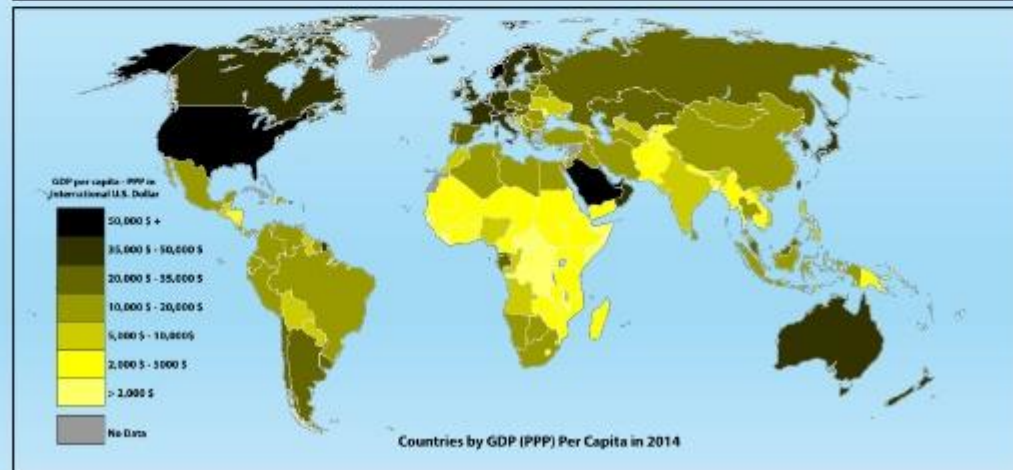 GDP per capita - PPP in
International U.S. Dollar
50,000 $ +
35,000 $ - 50,000 $
20,000 $ - 35,000 $
10,000 $ - 20,000 $
5,000 $ - 10,000$
2,000 $ - 5000 $
> 2,000 $
No Data
Countries by GDP (PPP) Per Capita in 2014